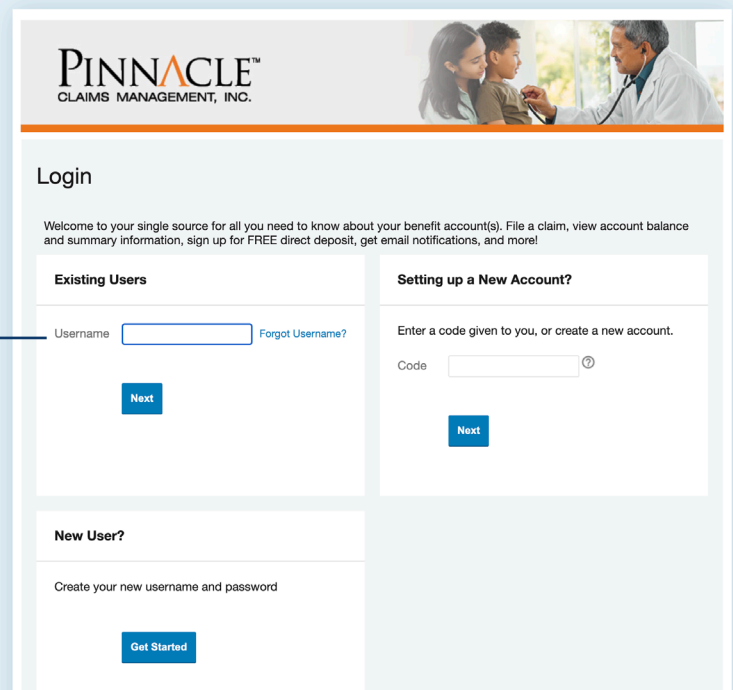 PINNACLE™
CLAIMS MANAGEMENT, INC.
Login
Welcome to your single source for all you need to know about your benefit account(s). File a claim, view account balance
and summary information, sign up for FREE direct deposit, get email notifications, and more!
Existing Users
Username
Forgot Username?
Next
Setting up a New Account?
Enter a code given to you, or create a new account.
Code
?
Next
New User?
Create your new username and password
Get Started